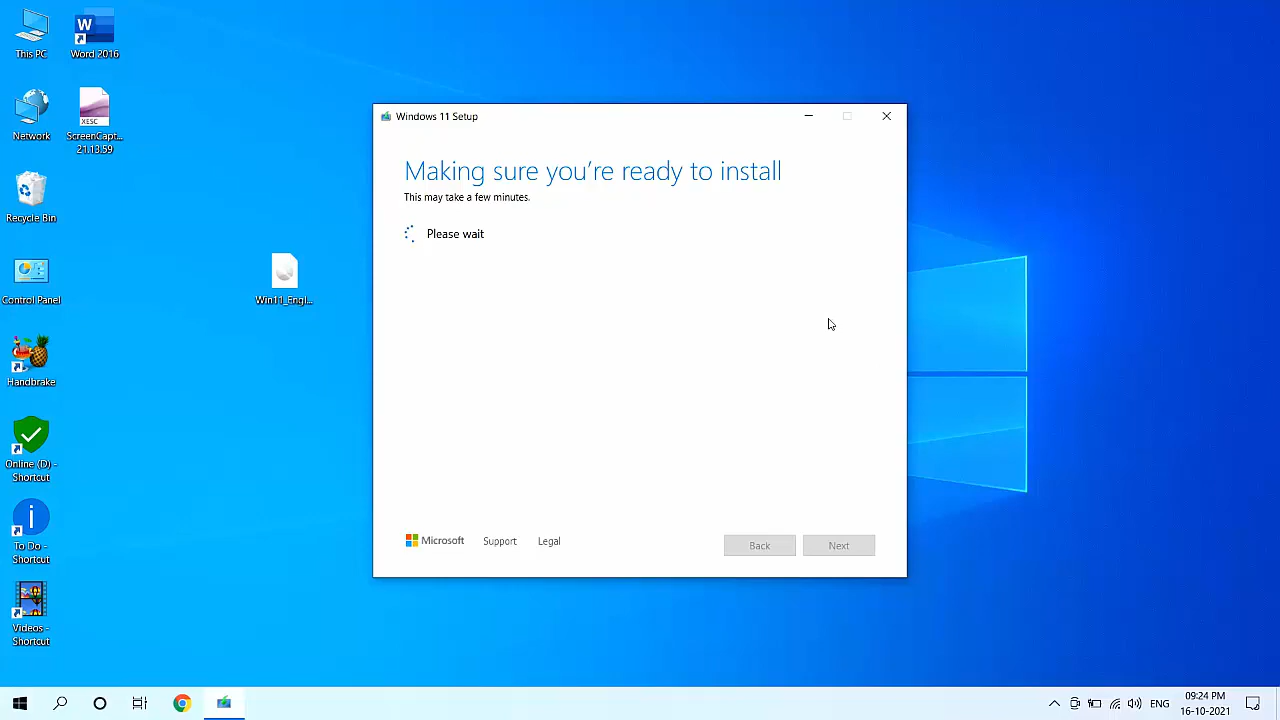 This PC
Word 2016
Network
XESC
ScreenCapt...
21.13.59
Recycle Bin
Control Panel
Handbrake
Online (D) -
Shortcut
i
To Do -
Shortcut
Videos -
Shortcut
Win11_Engl...
Windows 11 Setup
Making sure you're ready to install
This may take a few minutes.
Please wait
Microsoft
Support
Legal
Back
Next
ENG
09:24 PM
16-10-2021